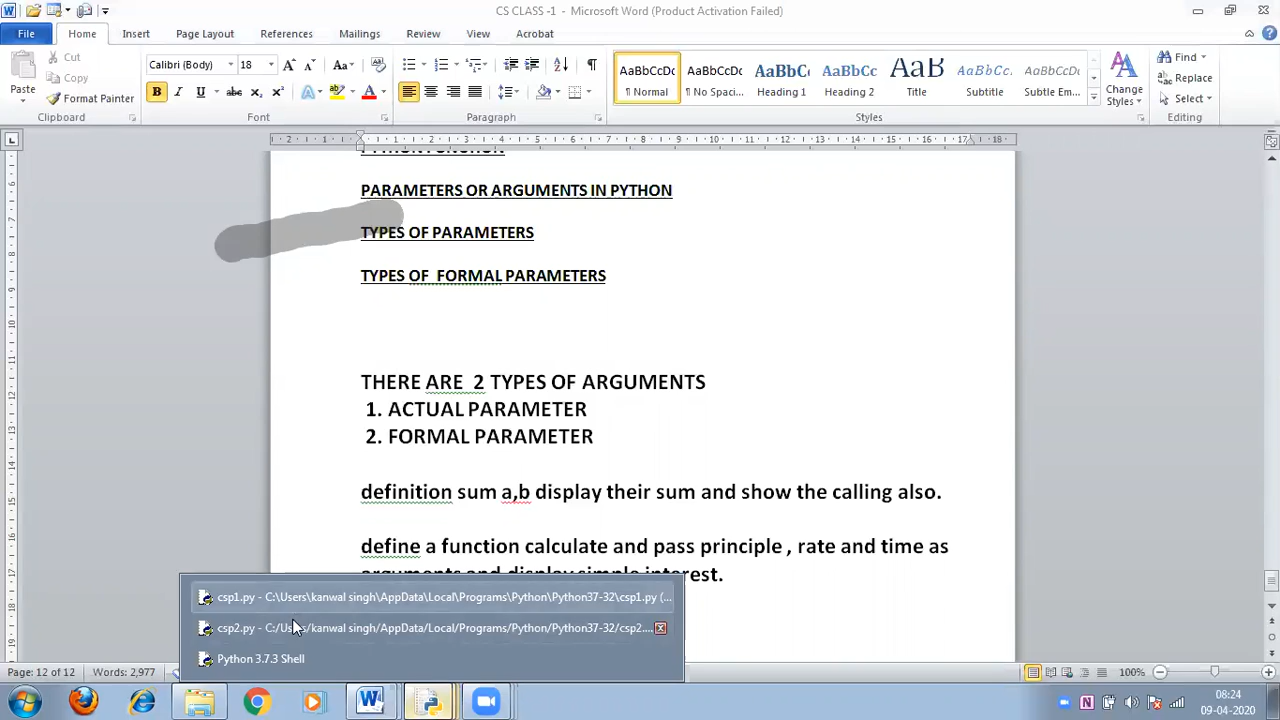 CS CLASS -1 - Microsoft Word (Product Activation Failed)
File Home Insert Page Layout References Mailings Review View Acrobat
Cut
Copy
Format Painter
Paste
Clipboard
Calibri (Body) 18
Font
Paragraph
AaBbCcDc AaBbCcDc AaBbCc AaBbCc AaB AaBbCc. AaBbCcDc
¶ Normal ¶ No Spaci... Heading 1 Heading 2 Title Subtitle Subtle Em...
Styles
Change Styles
Find
Replace
Select
Editing
PYTHON FUNCTION
PARAMETERS OR ARGUMENTS IN PYTHON
TYPES OF PARAMETERS
TYPES OF FORMAL PARAMETERS
THERE ARE 2 TYPES OF ARGUMENTS
1. ACTUAL PARAMETER
2. FORMAL PARAMETER
definition sum a,b display their sum and show the calling also.
define a function calculate and pass principle , rate and time as
arguments and display simple interest.
csp1.py - C:\Users\kanwal singh\AppData\Local\Programs\Python\Python37-32\csp1.py (...
csp2.py - C:/Users/kanwal singh/AppData/Local/Programs/Python/Python37-32/csp2....
Python 3.7.3 Shell
Page: 12 of 12 Words: 2,997
100%
08:24
09-04-2020